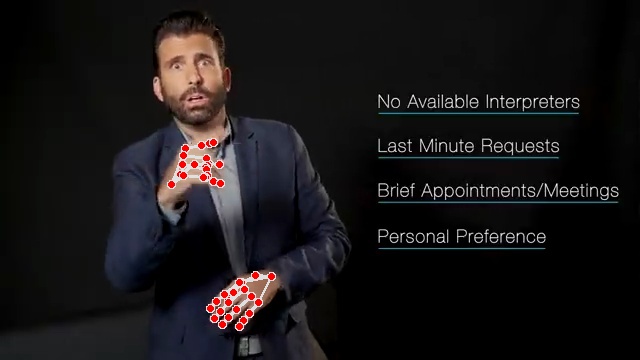 No Available Interpreters
Last Minute Requests
Brief Appointments/Meetings
Personal Preference